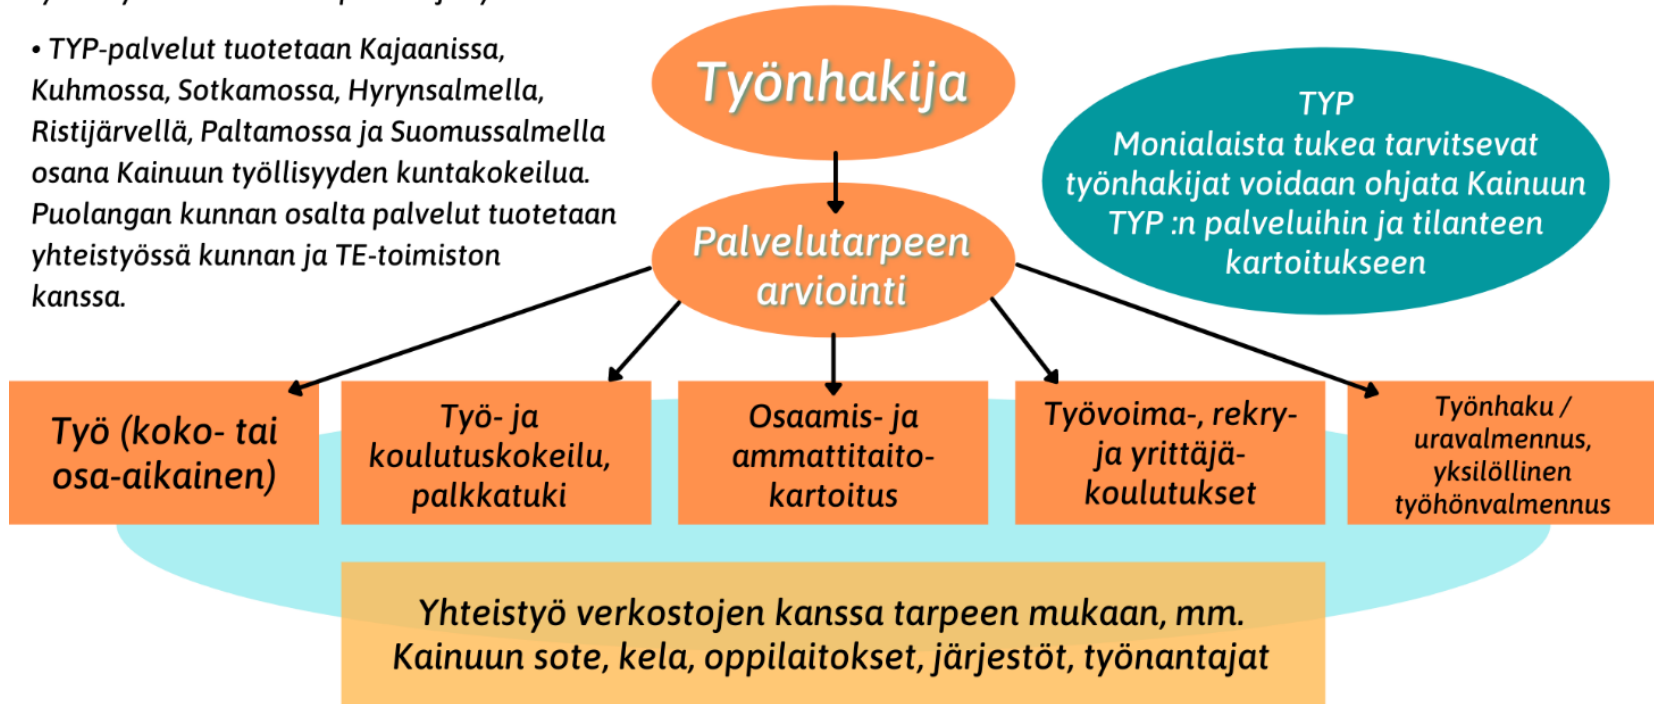 • TYP-palvelut tuotetaan Kajaanissa,
Kuhmossa, Sotkamossa, Hyrynsalmella,
Ristijärvellä, Paltamossa ja Suomussalmella
osana Kainuun työllisyyden kuntakokeilua.
Puolangan kunnan osalta palvelut tuotetaan
yhteistyössä kunnan ja TE-toimiston
kanssa.
Työnhakija
Palvelutarpeen
arviointi
TYP
Monialaista tukea tarvitsevat
työnhakijat voidaan ohjata Kainuun
TYP :n palveluihin ja tilanteen
kartoitukseen
Työ (koko- tai
osa-aikainen)
Työ- ja
koulutuskokeilu,
palkkatuki
Osaamis- ja
ammattitaito-
kartoitus
Työvoima-, rekry-
ja yrittäjä-
koulutukset
Työnhaku /
uravalmennus,
yksilöllinen
työhönvalmennus
Yhteistyö verkostojen kanssa tarpeen mukaan, mm.
Kainuun sote, kela, oppilaitokset, järjestöt, työnantajat